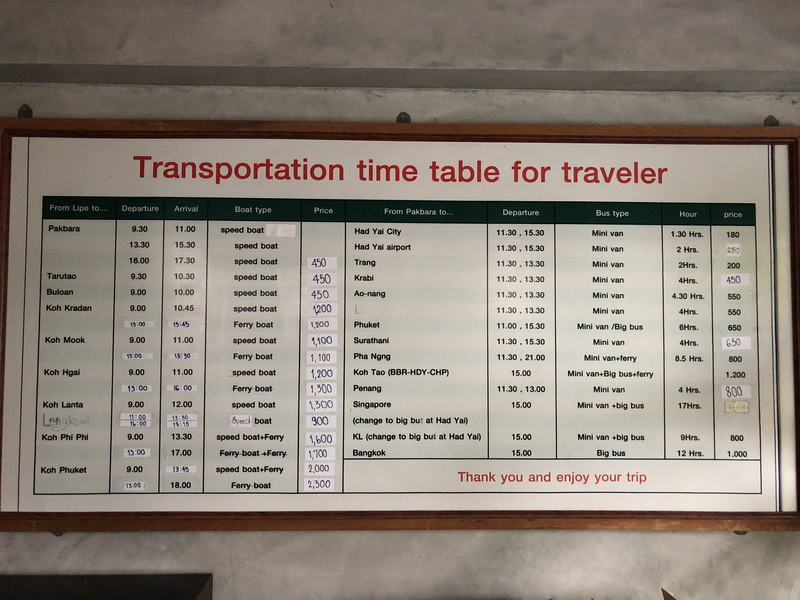 Transportation time table for traveler
From Lipe to.... Departure Arrival Boat type Price
Pakbara 9.30 11.00 speed boat
13.30 15.30 speed boat
16.00 17.30 speed boat 450
Tarutao 9.30 10.30 speed boat 450
Buloan 9.00 10.00 speed boat 450
Koh Kradan 9.00 10.45 speed boat 1200
13:00 15:45 Ferry boat 1,200
Koh Mook 9.00 11.00 speed boat 1,100
13:00 15:30 Ferry boat 1,100
Koh Hgai 9.00 11.00 speed boat 1,200
13:00 16:00 Ferry boat 1,300
Koh Lanta 9.00 12.00 speed boat 1,300
Langkawi 11:00 Speed boat 900
16:00
Koh Phi Phi 9.00 13.30 speed boat+Ferry 1,600
13:00 17.00 Ferry boat +Ferry 1,700
Koh Phuket 9.00 13:45 speed boat+Ferry 2,000
13:00 18.00 Ferry boat 2,300
From Pakbara to... Departure Bus type Hour price
Had Yai City 11.30 , 15.30 Mini van 1.30 Hrs. 180
Had Yai airport 11.30 , 15.30 Mini van 2 Hrs. 250
Trang 11.30 , 13.30 Mini van 2Hrs. 200
Krabi 11.30 , 13.30 Mini van 4Hrs. 450
Ao-nang 11.30 , 13.30 Mini van 4.30 Hrs. 550
L 11.30 , 13.30 Mini van 4Hrs. 550
Phuket 11.00 , 15.30 Mini van /Big bus 6Hrs. 650
Surathani 11.30 , 15.30 Mini van 4Hrs. 650
Pha Ngng 11.30 , 21.00 Mini van+ferry 8.5 Hrs. 800
Koh Tao (BBR-HDY-CHP) 15.00 Mini van+Big bus+ferry 1,200
Penang 11.30 , 13.00 Mini van 4 Hrs. 800
Singapore 15.00 Mini van +big bus 17Hrs.
(change to big but at Had Yai)
KL (change to big but at Had Yai) 15.00 Mini van +big bus 9Hrs. 800
Bangkok 15.00 Big bus 12 Hrs. 1,000
Thank you and enjoy your trip